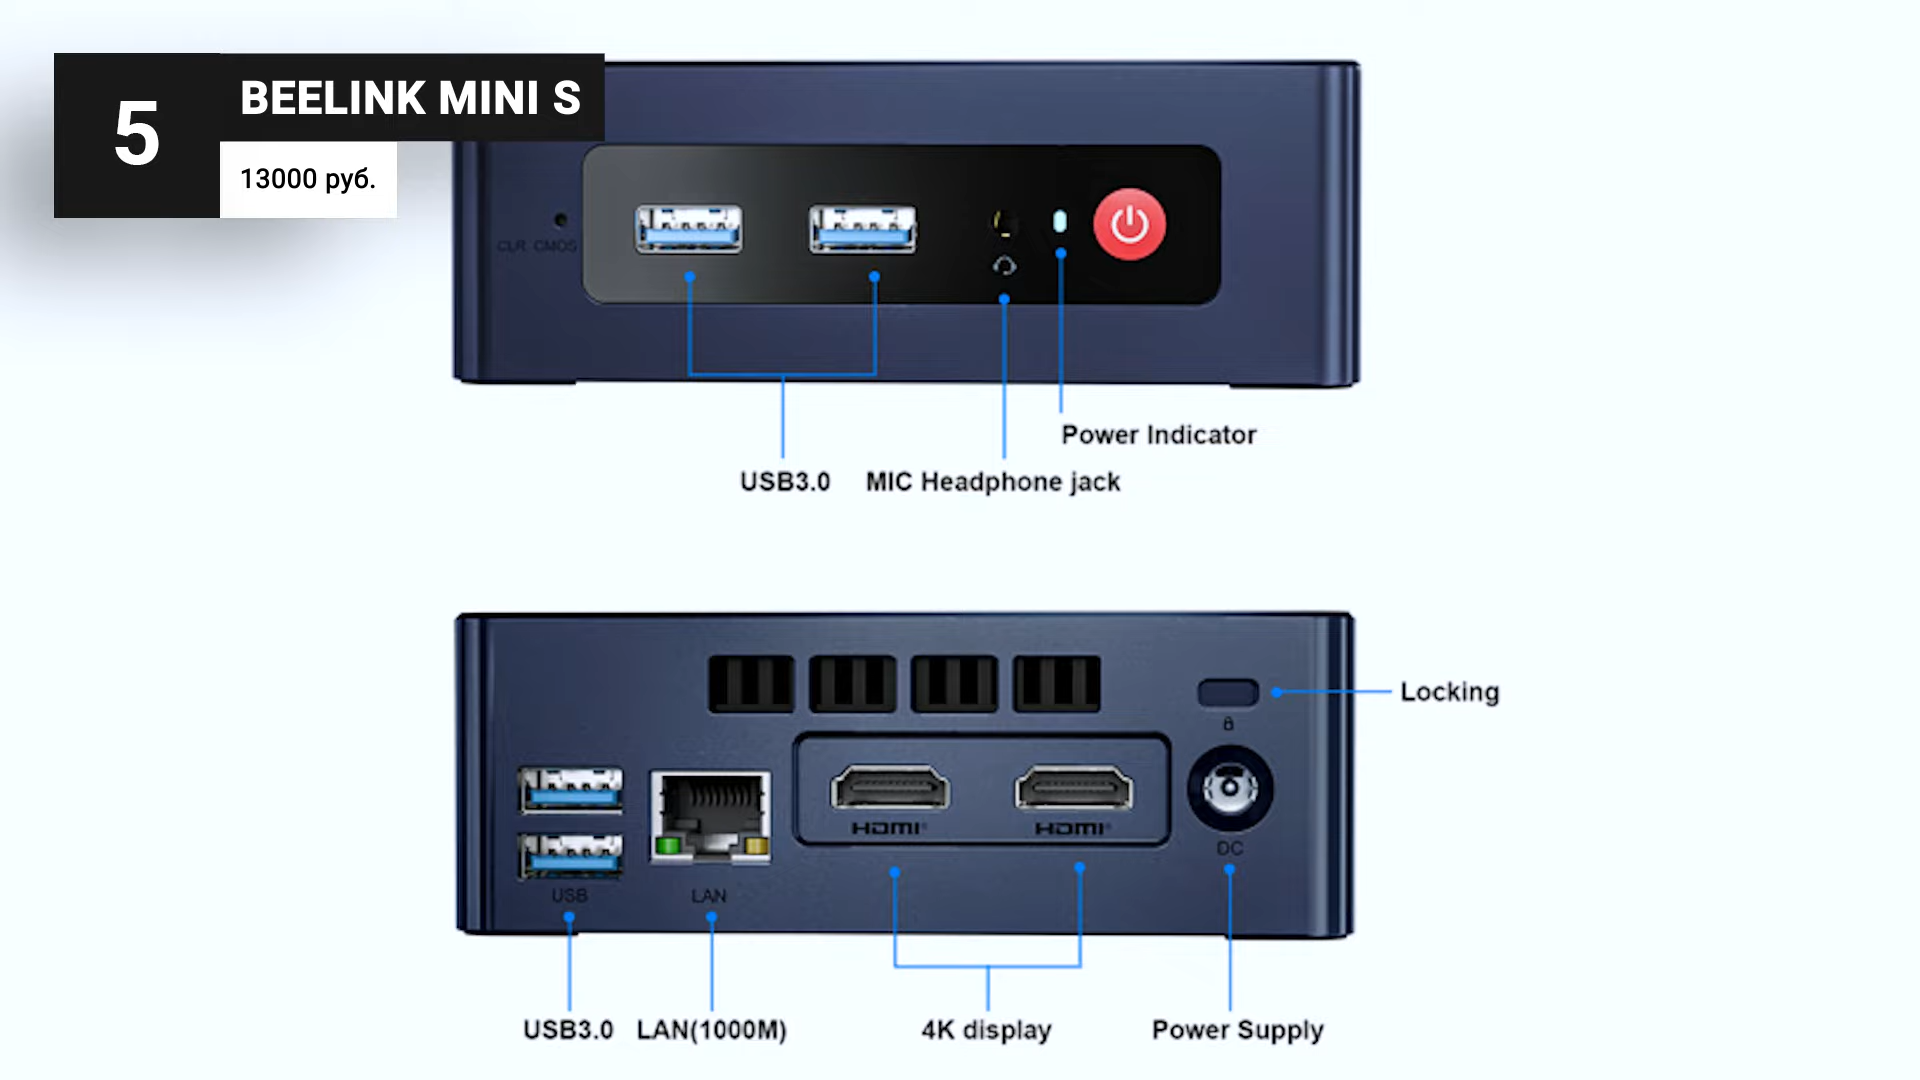 5
BEELINK MINI S
13000 руб.
CLR CMOS
Power Indicator
USB3.0
MIC Headphone jack
Locking
HDMI
HDMI
DC
USB
LAN
USB3.0
LAN(1000M)
4K display
Power Supply